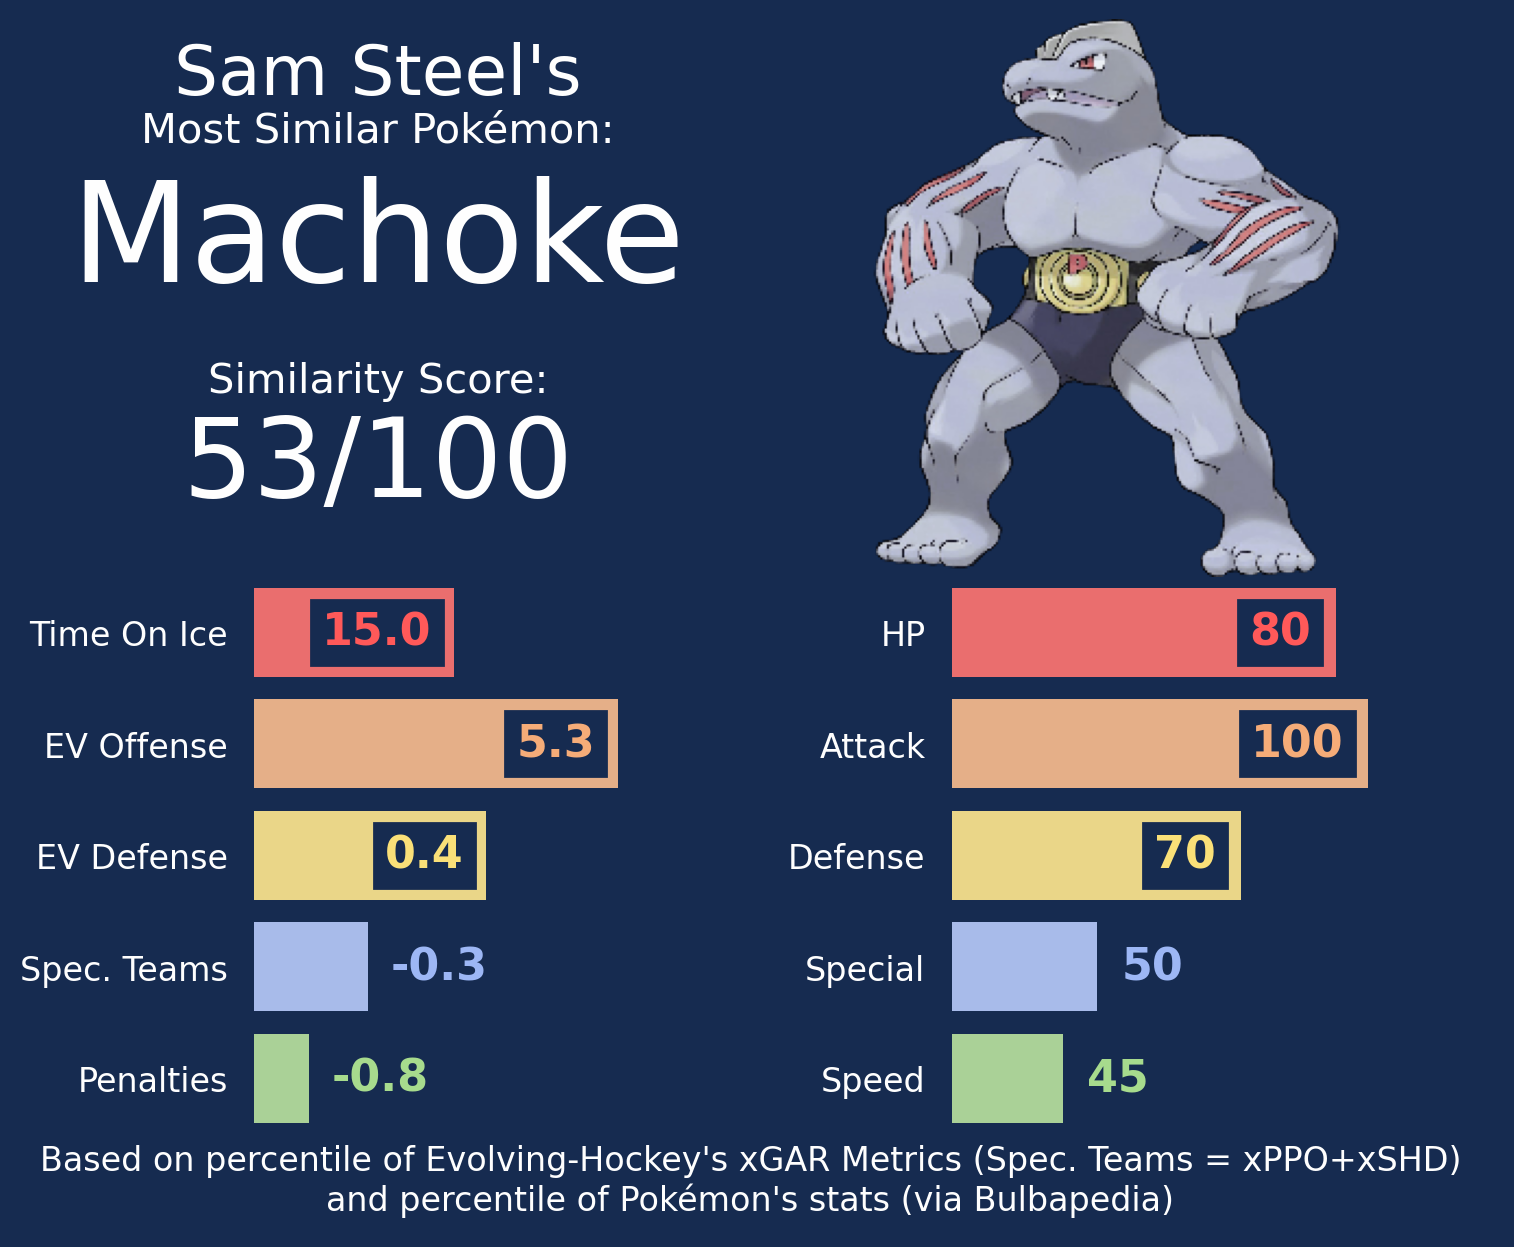 Sam Steel's
Most Similar Pokémon:
Machoke
Similarity Score:
53/100
P
Time On Ice 15.0
EV Offense 5.3
EV Defense 0.4
Spec. Teams -0.3
Penalties -0.8
HP 80
Attack 100
Defense 70
Special 50
Speed 45
Based on percentile of Evolving-Hockey's xGAR Metrics (Spec. Teams = xPPO+xSHD)
and percentile of Pokémon's stats (via Bulbapedia)